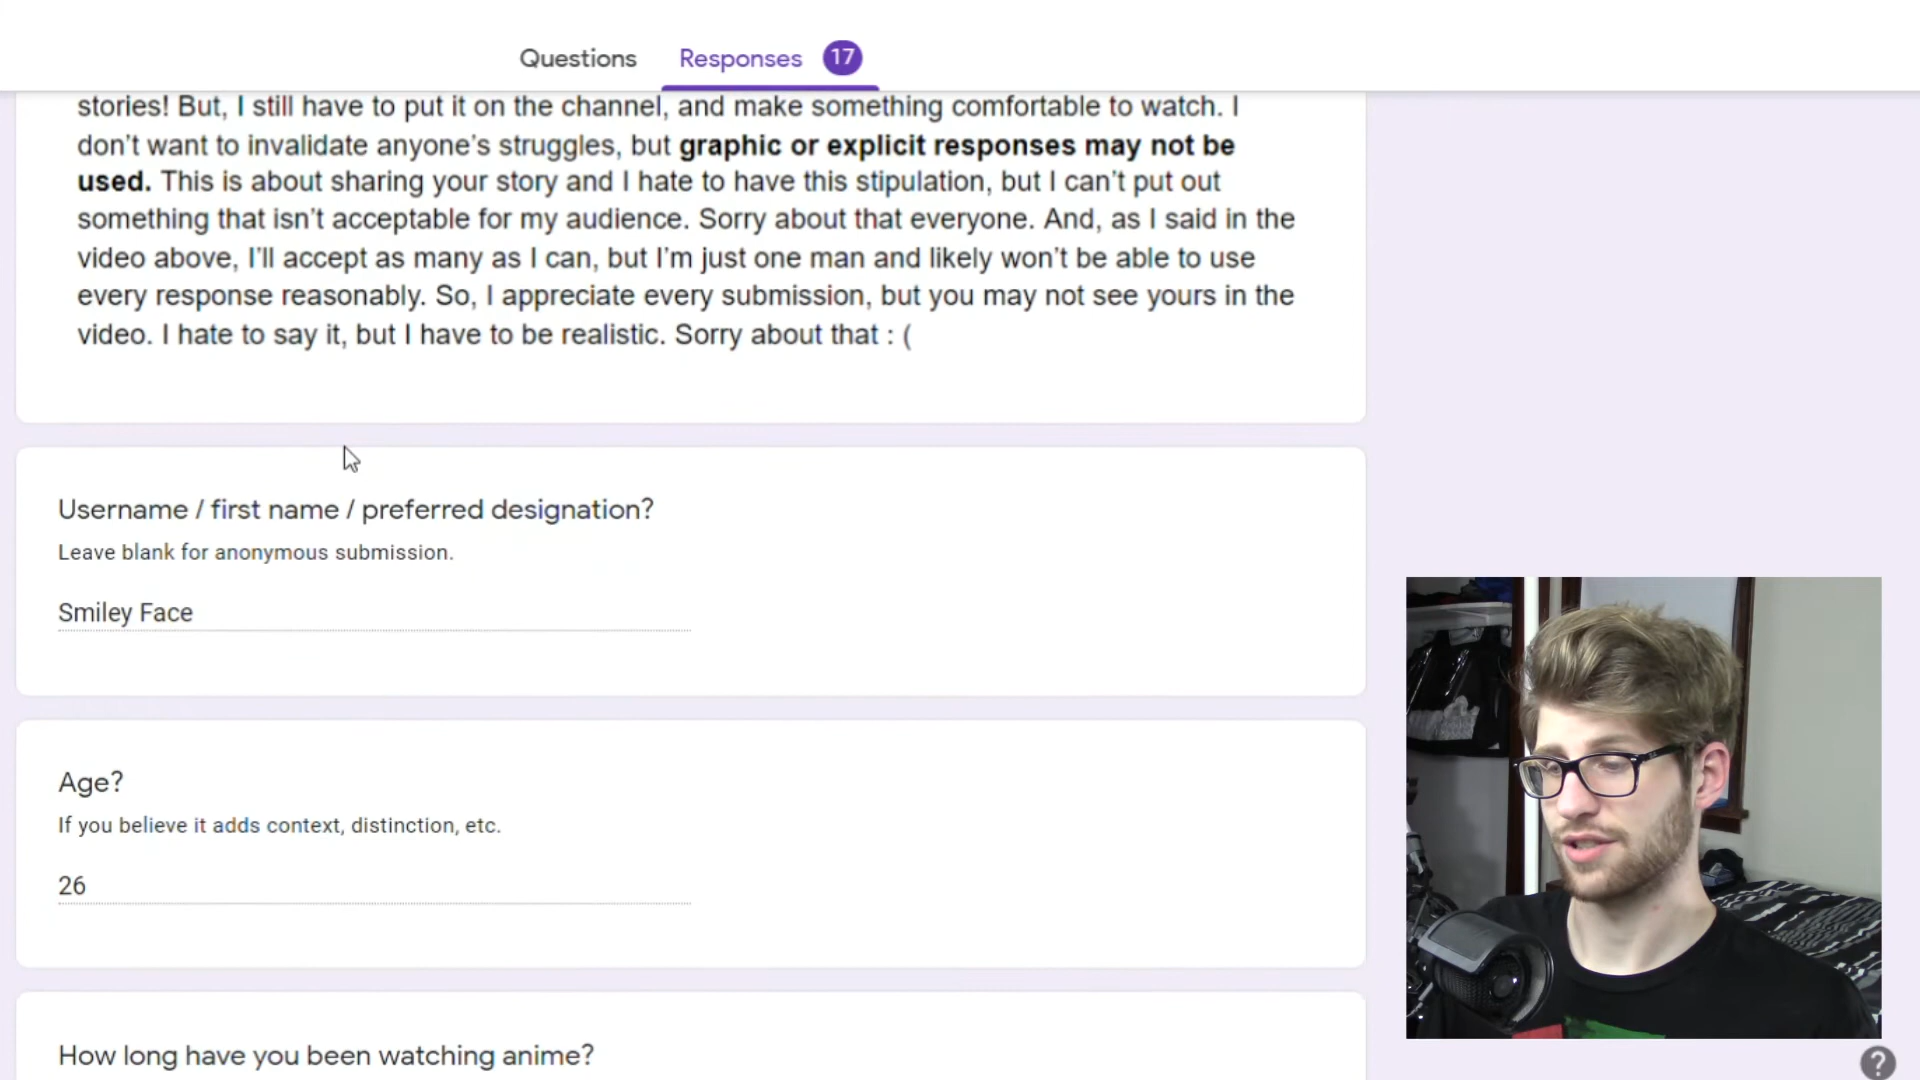 Questions
Responses
17
stories! But, I still have to put it on the channel, and make something comfortable to watch. I
don't want to invalidate anyone's struggles, but graphic or explicit responses may not be
used. This is about sharing your story and I hate to have this stipulation, but I can't put out
something that isn't acceptable for my audience. Sorry about that everyone. And, as I said in the
video above, I'll accept as many as I can, but I'm just one man and likely won't be able to use
every response reasonably. So, I appreciate every submission, but you may not see yours in the
video. I hate to say it, but I have to be realistic. Sorry about that : (
Username / first name / preferred designation?
Leave blank for anonymous submission.
Smiley Face
Age?
If you believe it adds context, distinction, etc.
26
How long have you been watching anime?
?